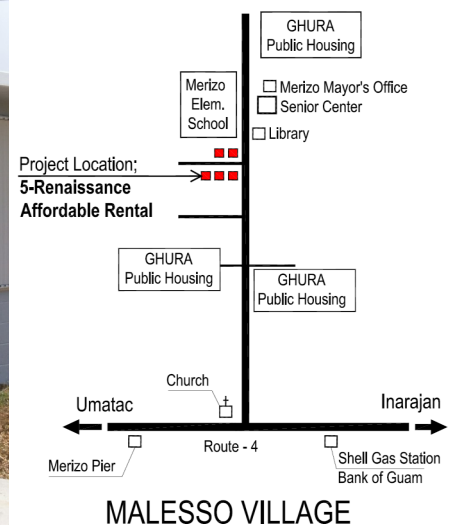 GHURA
Public Housing
Merizo
Elem.
School
Merizo Mayor's Office
Senior Center
Library
Project Location;
5-Renaissance
Affordable Rental
GHURA
Public Housing
GHURA
Public Housing
Church
Umatac
Inarajan
Route - 4
Merizo Pier
Shell Gas Station
Bank of Guam
MALESSO VILLAGE